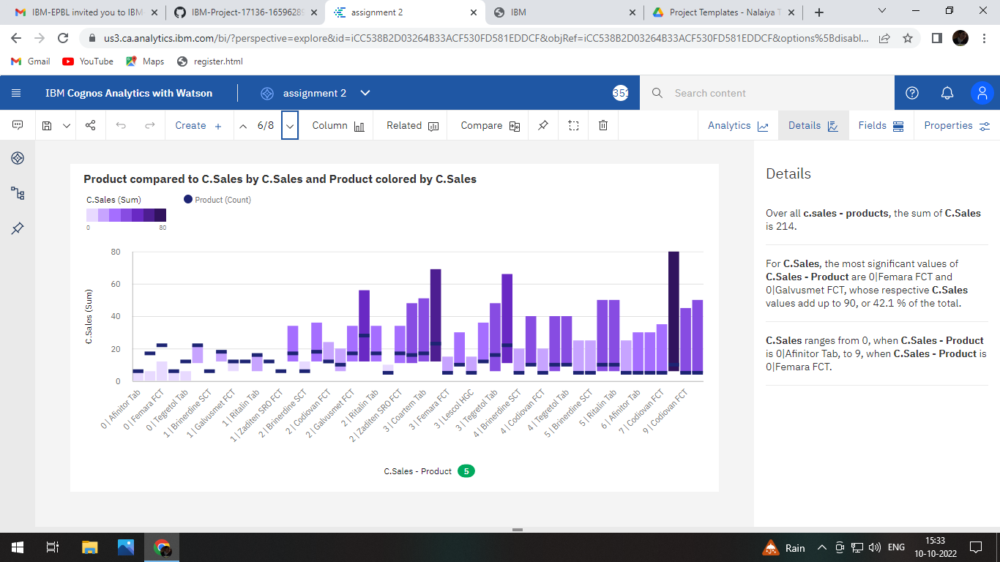 IBM-EPBL invited you to IBM
IBM-Project-17136-16596289
assignment 2
IBM
Project Templates - Nalaiya T
us3.ca.analytics.ibm.com/bi/?perspective=explore&id=iCC538B2D03264B33ACF530FD581EDDCF&objRef=iCC538B2D03264B33ACF530FD581EDDCF&options%5Bdisabl...
Gmail YouTube Maps register.html
IBM Cognos Analytics with Watson assignment 2 351 Search content
Create + 6/8 Column Related Compare Analytics Details Fields Properties
Product compared to C.Sales by C.Sales and Product colored by C.Sales
C.Sales (Sum) Product (Count)
0 80
C.Sales (Sum)
80
60
40
20
0
0 | Afinitor Tab
0 | Femara FCT
0 | Tegretol Tab
1 | Brinerdine SCT
1 | Galvusmet FCT
1 | Ritalin Tab
1 | Zaditen SRO FCT
2 | Brinerdine SCT
2 | Codiovan FCT
2 | Galvusmet FCT
2 | Ritalin Tab
2 | Zaditen SRO FCT
3 | Coartem Tab
3 | Femara FCT
3 | Lescol HGC
3 | Tegretol Tab
4 | Brinerdine SCT
4 | Codiovan FCT
4 | Tegretol Tab
5 | Brinerdine SCT
5 | Ritalin Tab
6 | Afinitor Tab
7 | Codiovan FCT
9 | Codiovan FCT
C.Sales - Product 5
Details
Over all c.sales - products, the sum of C.Sales
is 214.
For C.Sales, the most significant values of
C.Sales - Product are 0|Femara FCT and
0|Galvusmet FCT, whose respective C.Sales
values add up to 90, or 42.1 % of the total.
C.Sales ranges from 0, when C.Sales - Product
is 0|Afinitor Tab, to 9, when C.Sales - Product is
0|Femara FCT.
Rain ENG 15:33
10-10-2022